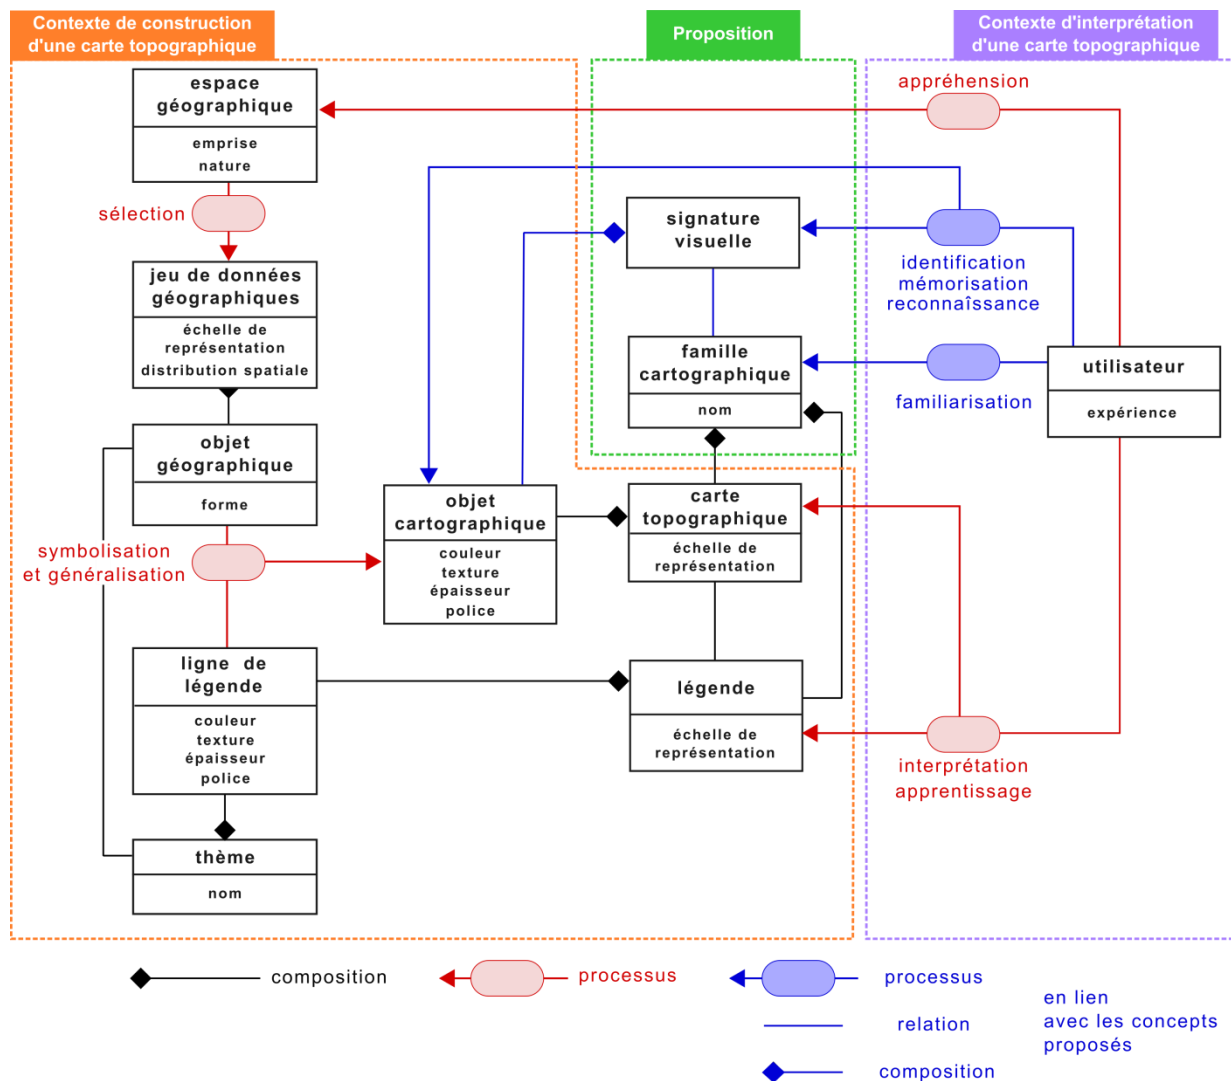 Contexte de construction
d'une carte topographique
Proposition
Contexte d'interprétation
d'une carte topographique
espace
géographique
emprise
nature
appréhension
sélection
signature
visuelle
identification
mémorisation
reconnaîssance
jeu de données
géographiques
échelle de
représentation
distribution spatiale
famille
cartographique
nom
familiarisation
utilisateur
expérience
objet
géographique
forme
objet
cartographique
couleur
texture
épaisseur
police
carte
topographique
échelle de
représentation
symbolisation
et généralisation
ligne de
légende
couleur
texture
épaisseur
police
légende
échelle de
représentation
interprétation
apprentissage
thème
nom
composition
processus
processus
relation
composition
en lien
avec les concepts
proposés